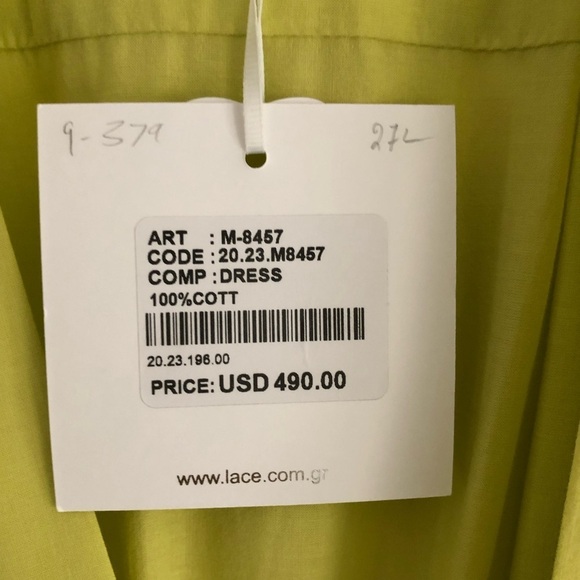 9-379
27L
ART : M-8457
CODE : 20.23.M8457
COMP : DRESS
100%COTT
20.23.196.00
PRICE: USD 490.00
www.lace.com.gr